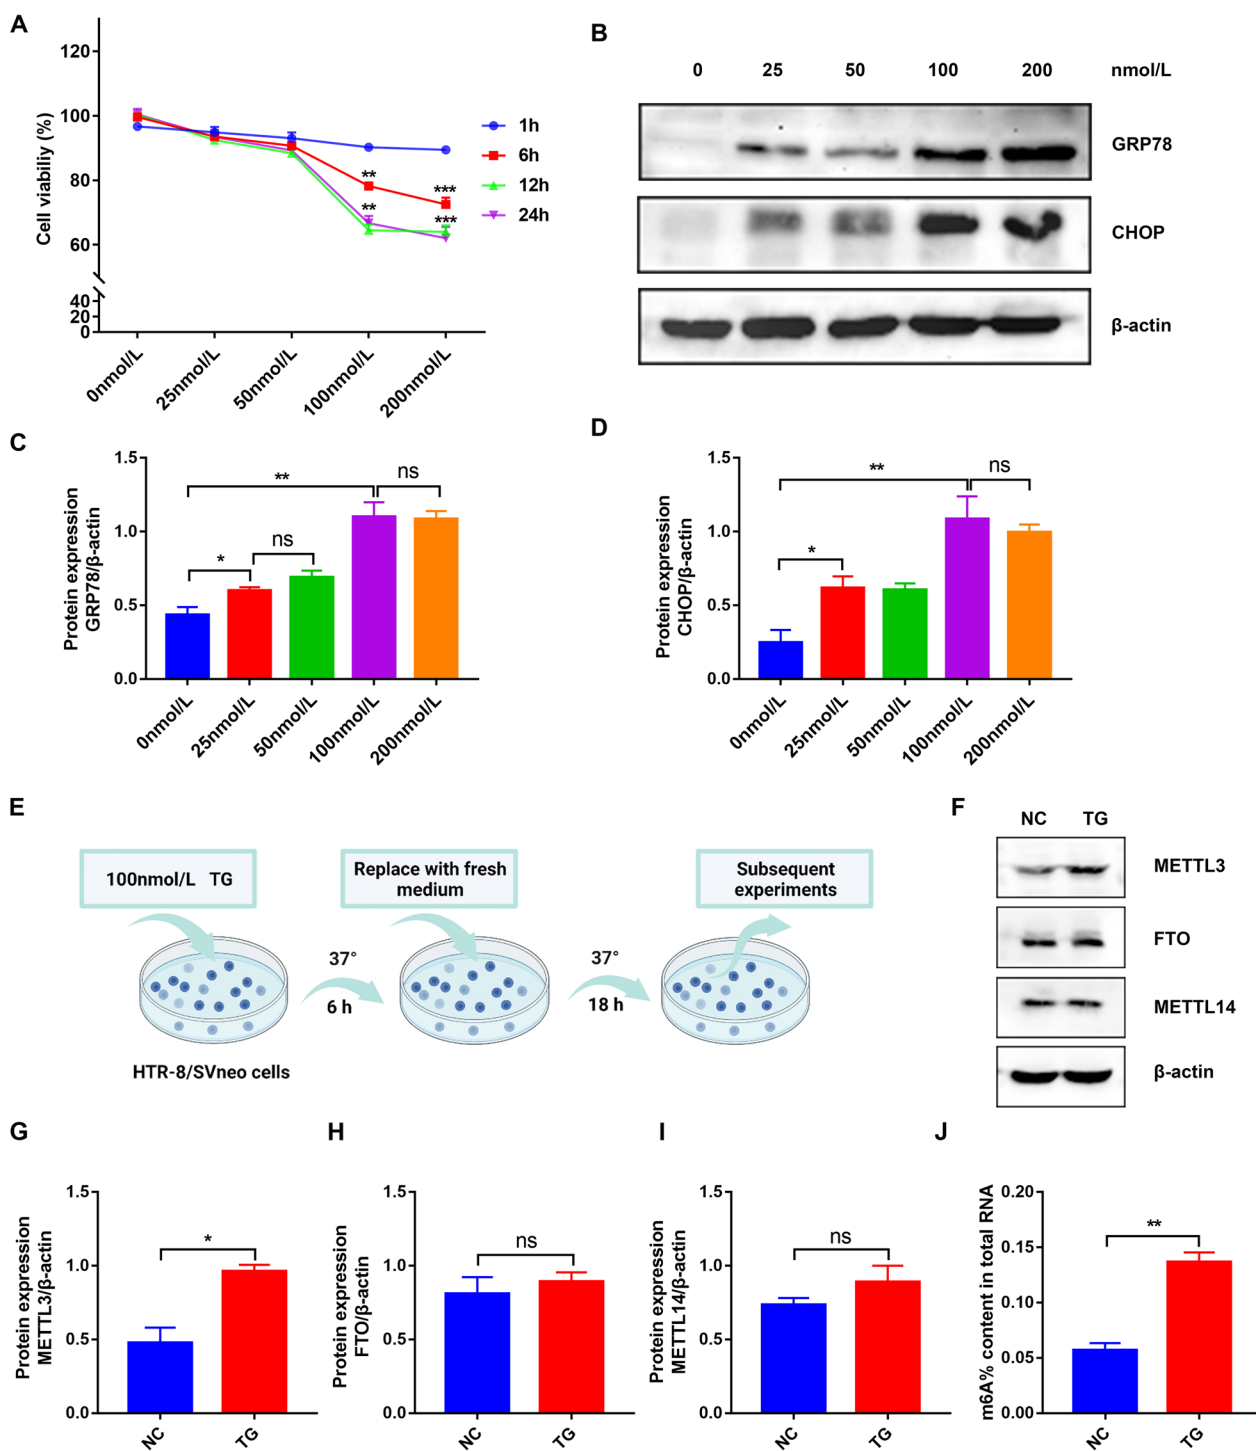 A
Cell viability (%)
120
100
80
60
40
20
0
**
***
**
***
1h
6h
12h
24h
0nmol/L
25nmol/L
50nmol/L
100nmol/L
200nmol/L
B
0 25 50 100 200 nmol/L
GRP78
CHOP
β-actin
C
Protein expression
GRP78/β-actin
1.5
1.0
0.5
0.0
*
ns
**
ns
0nmol/L
25nmol/L
50nmol/L
100nmol/L
200nmol/L
D
Protein expression
CHOP/β-actin
1.5
1.0
0.5
0.0
*
**
ns
0nmol/L
25nmol/L
50nmol/L
100nmol/L
200nmol/L
E
100nmol/L TG
Replace with fresh
medium
Subsequent
experiments
37°
6 h
37°
18 h
HTR-8/SVneo cells
F
NC TG
METTL3
FTO
METTL14
β-actin
G
Protein expression
METTL3/β-actin
1.5
1.0
0.5
0.0
*
NC
TG
H
Protein expression
FTO/β-actin
1.5
1.0
0.5
0.0
ns
NC
TG
I
Protein expression
METTL14/β-actin
1.5
1.0
0.5
0.0
ns
NC
TG
J
m6A% content in total RNA
0.20
0.15
0.10
0.05
0.00
**
NC
TG